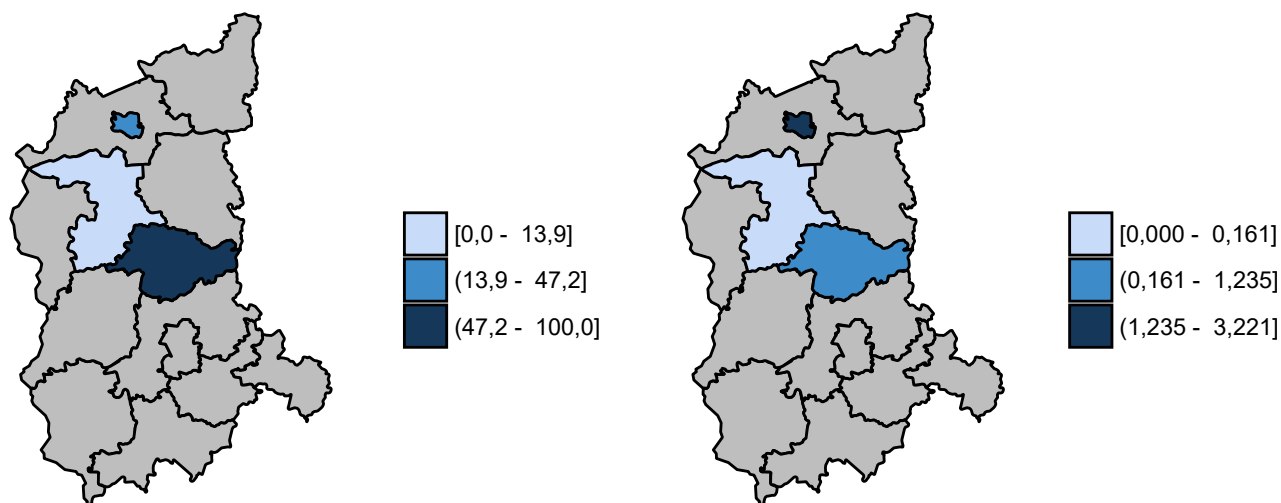 [0,0 - 13,9]
(13,9 - 47,2]
(47,2 - 100,0]
[0,000 - 0,161]
(0,161 - 1,235]
(1,235 - 3,221]